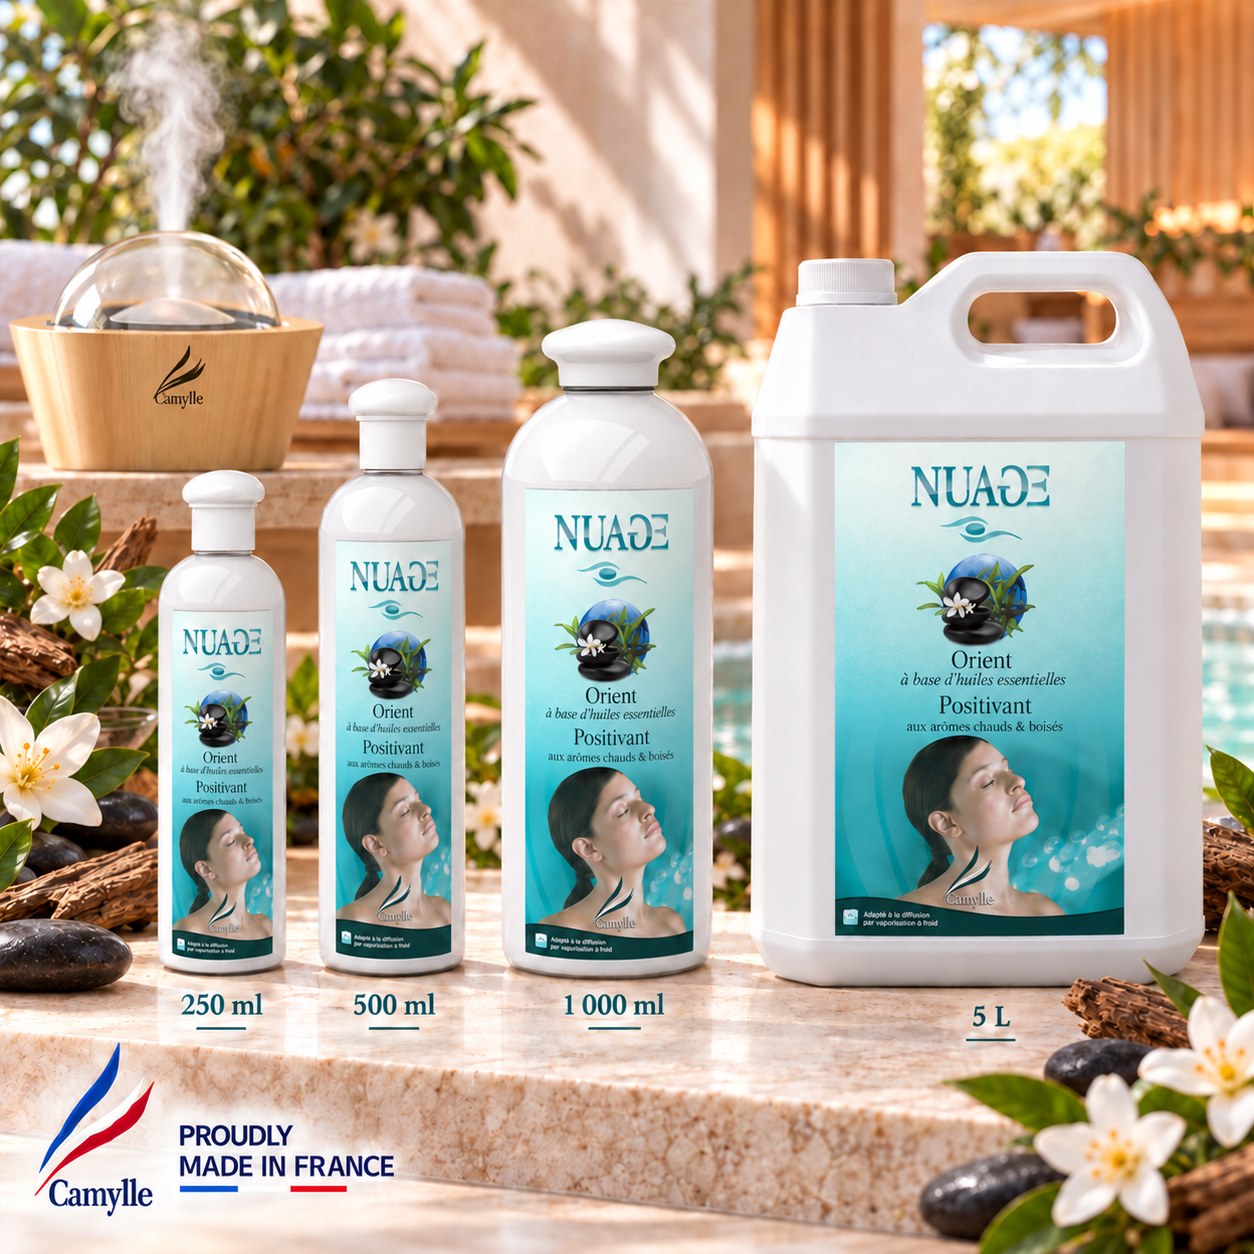 Camylle
NUAGE
Orient
à base d'huiles essentielles
Positivant
aux arômes chauds & boisés
Camylle
Adapté à la diffusion
par vaporisation à froid
250 ml
NUAGE
Orient
à base d'huiles essentielles
Positivant
aux arômes chauds & boisés
Camylle
Adapté à la diffusion
par vaporisation à froid
500 ml
NUAGE
Orient
à base d'huiles essentielles
Positivant
aux arômes chauds & boisés
Camylle
Adapté à la diffusion
par vaporisation à froid
1 000 ml
NUAGE
Orient
à base d'huiles essentielles
Positivant
aux arômes chauds & boisés
Camylle
Adapté à la diffusion
par vaporisation à froid
5 L
Camylle
PROUDLY
MADE IN FRANCE